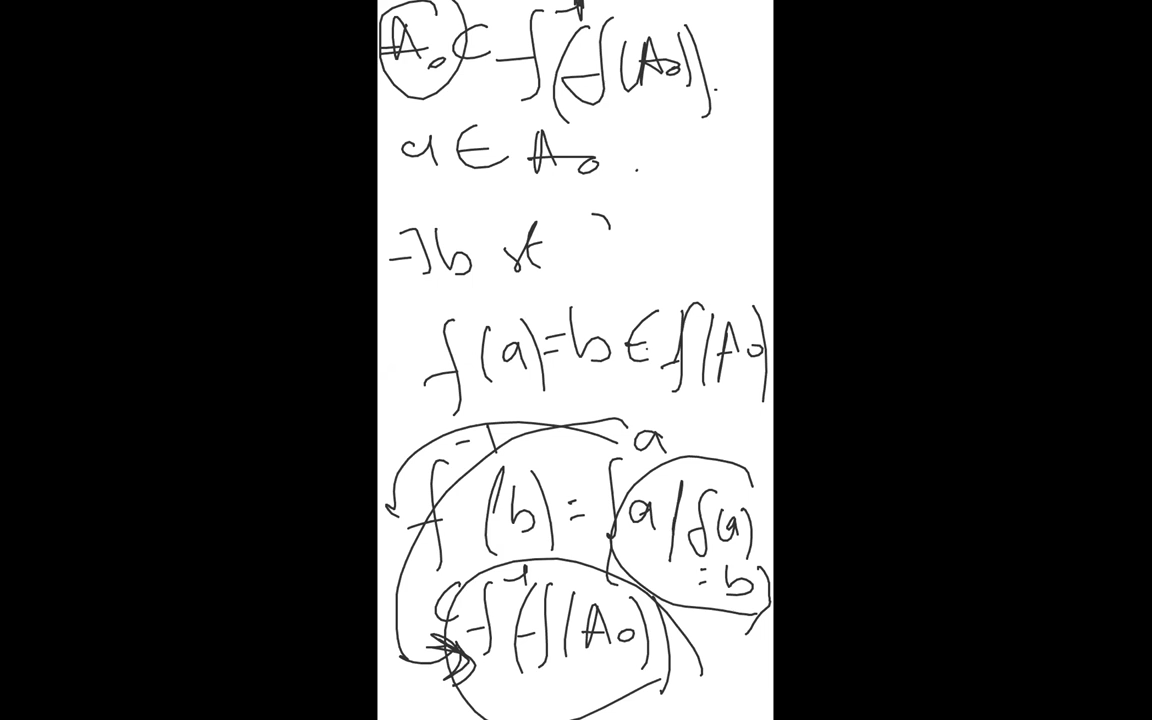 A₀ ⊂ f⁻¹(f(A₀)).
a ∈ A₀.
→ ∃b st
f(a) = b ∈ f(A₀)
a
f⁻¹(b) = {a | f(a)
= b}
⊂ f⁻¹(f(A₀))